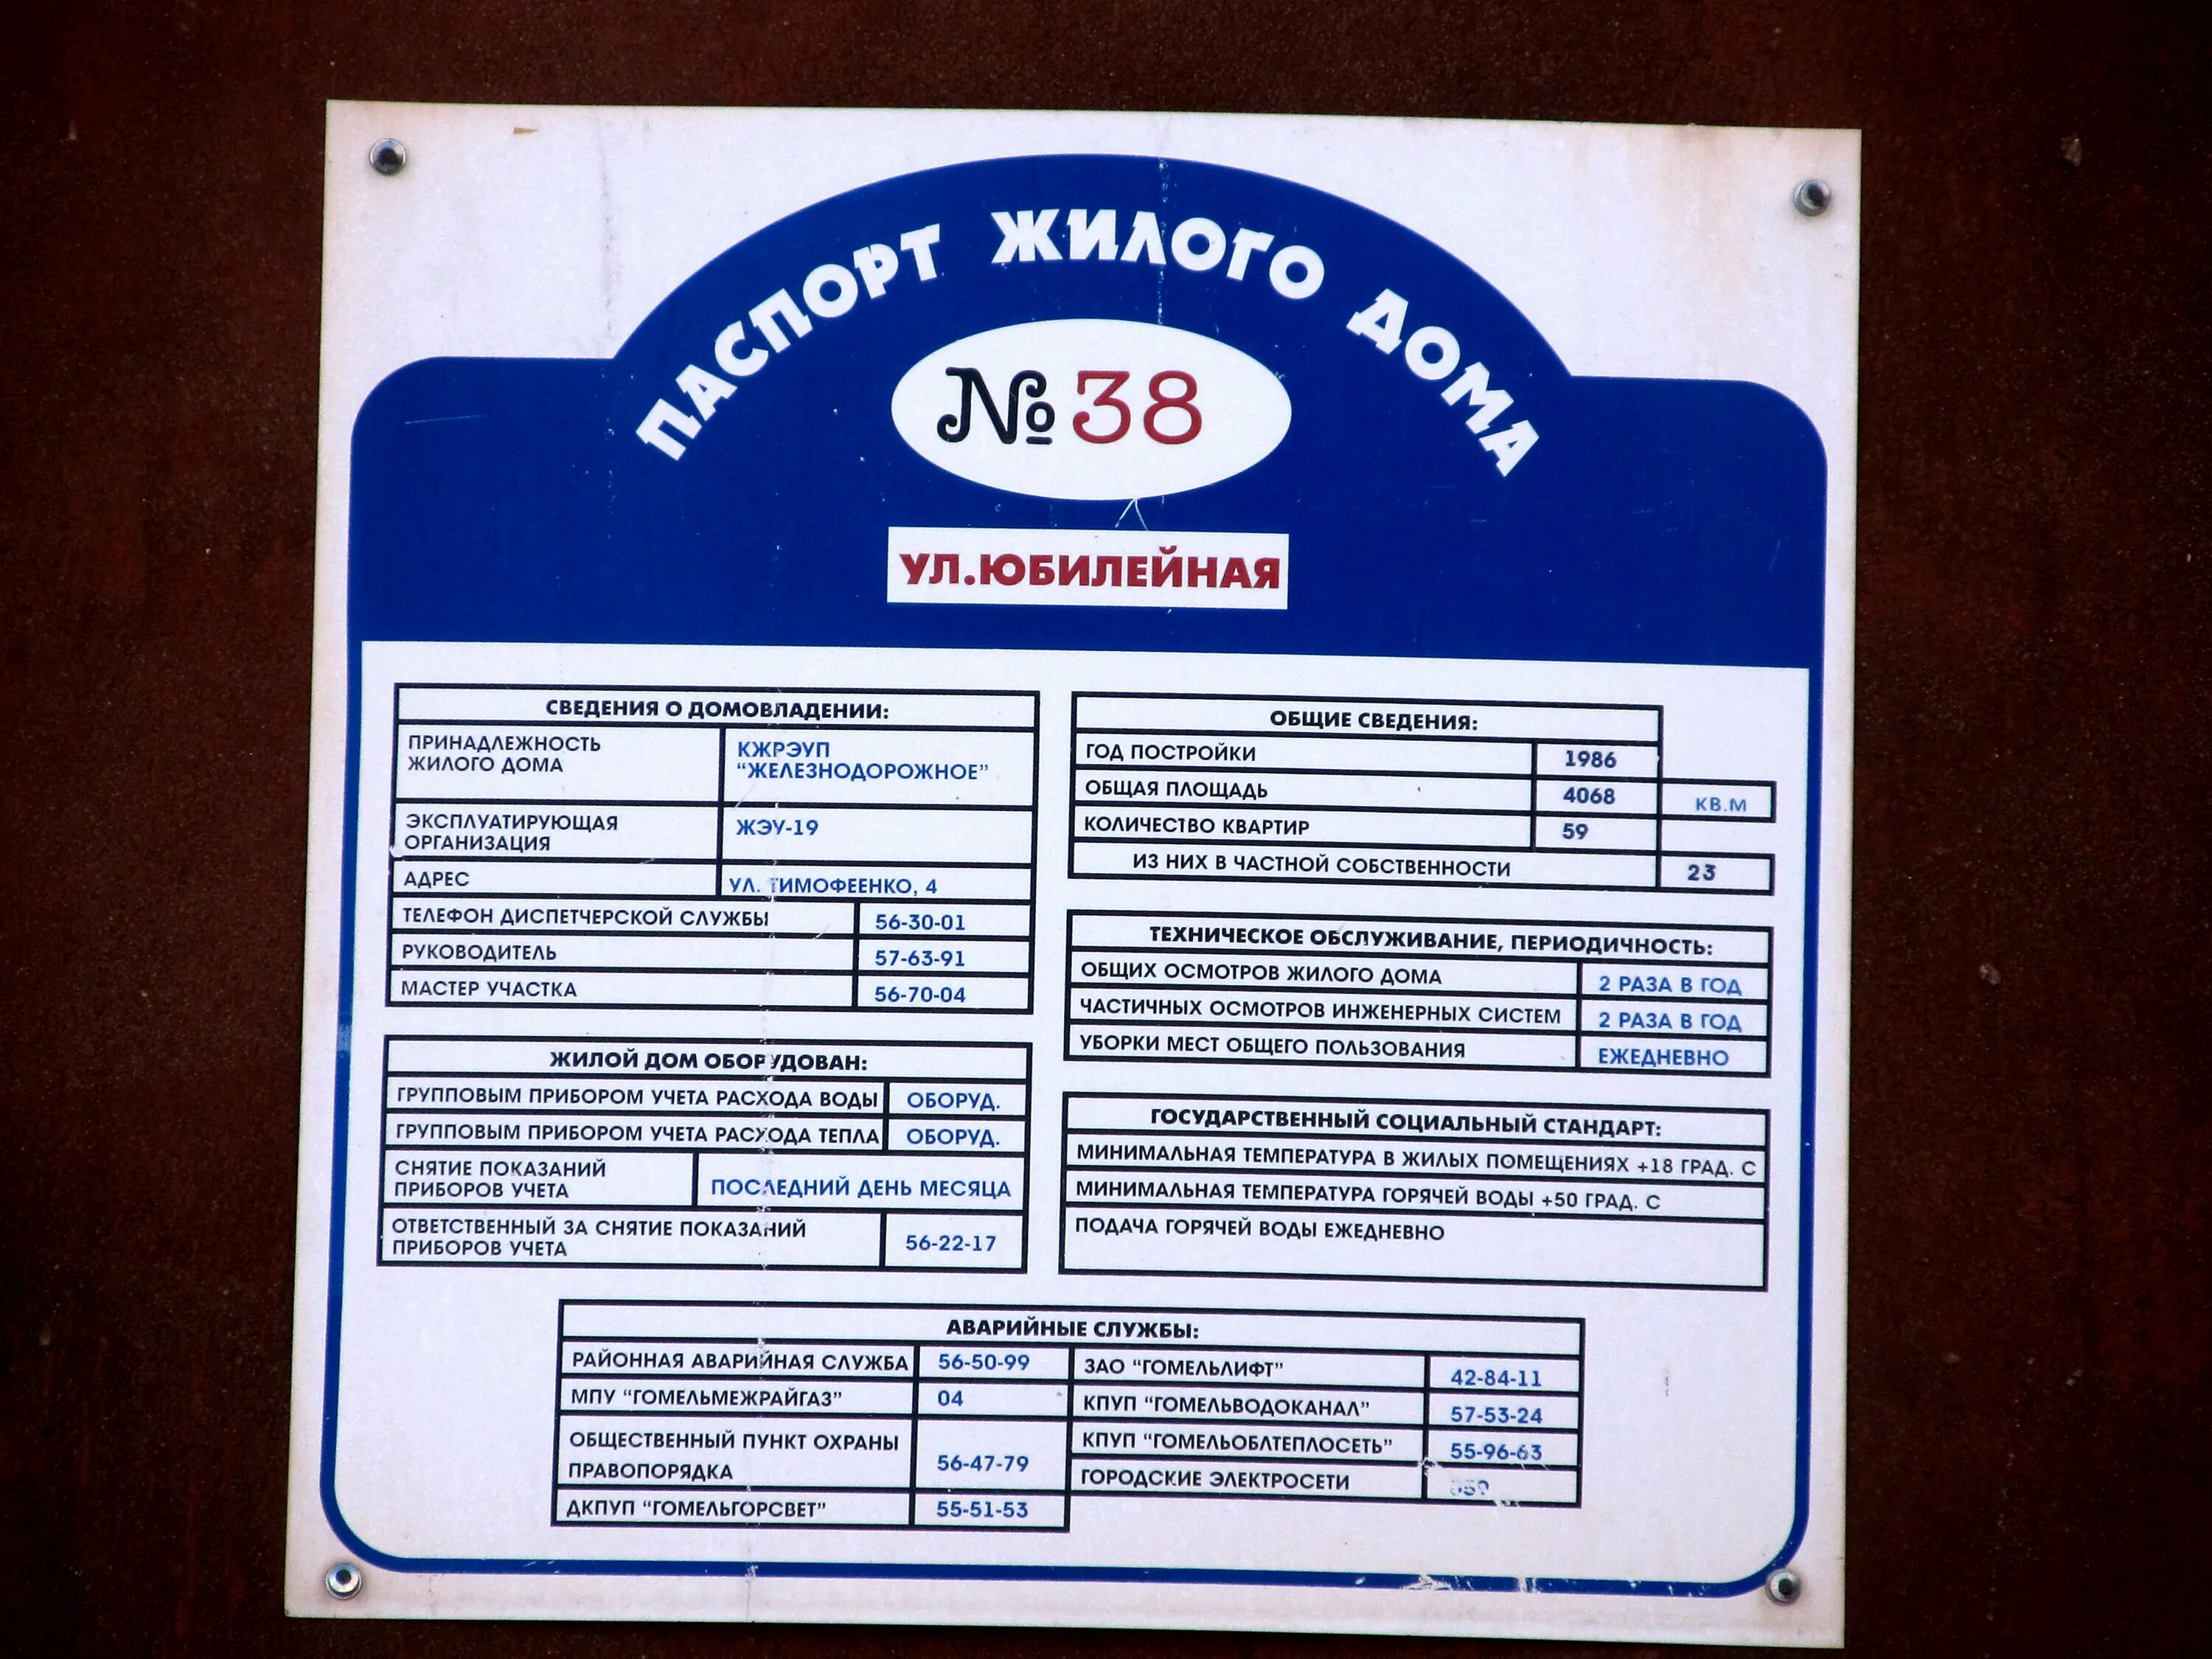 ПАСПОРТ ЖИЛОГО ДОМА
№ 38
УЛ.ЮБИЛЕЙНАЯ
СВЕДЕНИЯ О ДОМОВЛАДЕНИИ:
ПРИНАДЛЕЖНОСТЬ
ЖИЛОГО ДОМА
КЖРЭУП
"ЖЕЛЕЗНОДОРОЖНОЕ"
ЭКСПЛУАТИРУЮЩАЯ
ОРГАНИЗАЦИЯ
ЖЭУ-19
АДРЕС
УЛ. ТИМОФЕЕНКО, 4
ТЕЛЕФОН ДИСПЕТЧЕРСКОЙ СЛУЖБЫ
56-30-01
РУКОВОДИТЕЛЬ
57-63-91
МАСТЕР УЧАСТКА
56-70-04
ЖИЛОЙ ДОМ ОБОРУДОВАН:
ГРУППОВЫМ ПРИБОРОМ УЧЕТА РАСХОДА ВОДЫ
ОБОРУД.
ГРУППОВЫМ ПРИБОРОМ УЧЕТА РАСХОДА ТЕПЛА
ОБОРУД.
СНЯТИЕ ПОКАЗАНИЙ
ПРИБОРОВ УЧЕТА
ПОСЛЕДНИЙ ДЕНЬ МЕСЯЦА
ОТВЕТСТВЕННЫЙ ЗА СНЯТИЕ ПОКАЗАНИЙ
ПРИБОРОВ УЧЕТА
56-22-17
ОБЩИЕ СВЕДЕНИЯ:
ГОД ПОСТРОЙКИ
1986
ОБЩАЯ ПЛОЩАДЬ
4068
КВ.М
КОЛИЧЕСТВО КВАРТИР
59
ИЗ НИХ В ЧАСТНОЙ СОБСТВЕННОСТИ
23
ТЕХНИЧЕСКОЕ ОБСЛУЖИВАНИЕ, ПЕРИОДИЧНОСТЬ:
ОБЩИХ ОСМОТРОВ ЖИЛОГО ДОМА
2 РАЗА В ГОД
ЧАСТИЧНЫХ ОСМОТРОВ ИНЖЕНЕРНЫХ СИСТЕМ
2 РАЗА В ГОД
УБОРКИ МЕСТ ОБЩЕГО ПОЛЬЗОВАНИЯ
ЕЖЕДНЕВНО
ГОСУДАРСТВЕННЫЙ СОЦИАЛЬНЫЙ СТАНДАРТ:
МИНИМАЛЬНАЯ ТЕМПЕРАТУРА В ЖИЛЫХ ПОМЕЩЕНИЯХ +18 ГРАД. С
МИНИМАЛЬНАЯ ТЕМПЕРАТУРА ГОРЯЧЕЙ ВОДЫ +50 ГРАД. С
ПОДАЧА ГОРЯЧЕЙ ВОДЫ ЕЖЕДНЕВНО
АВАРИЙНЫЕ СЛУЖБЫ:
РАЙОННАЯ АВАРИЙНАЯ СЛУЖБА
56-50-99
МПУ "ГОМЕЛЬМЕЖРАЙГАЗ"
04
ОБЩЕСТВЕННЫЙ ПУНКТ ОХРАНЫ
ПРАВОПОРЯДКА
56-47-79
ДКПУП "ГОМЕЛЬГОРСВЕТ"
55-51-53
ЗАО "ГОМЕЛЬЛИФТ"
42-84-11
КПУП "ГОМЕЛЬВОДОКАНАЛ"
57-53-24
КПУП "ГОМЕЛЬОБЛТЕПЛОСЕТЬ"
55-96-63
ГОРОДСКИЕ ЭЛЕКТРОСЕТИ